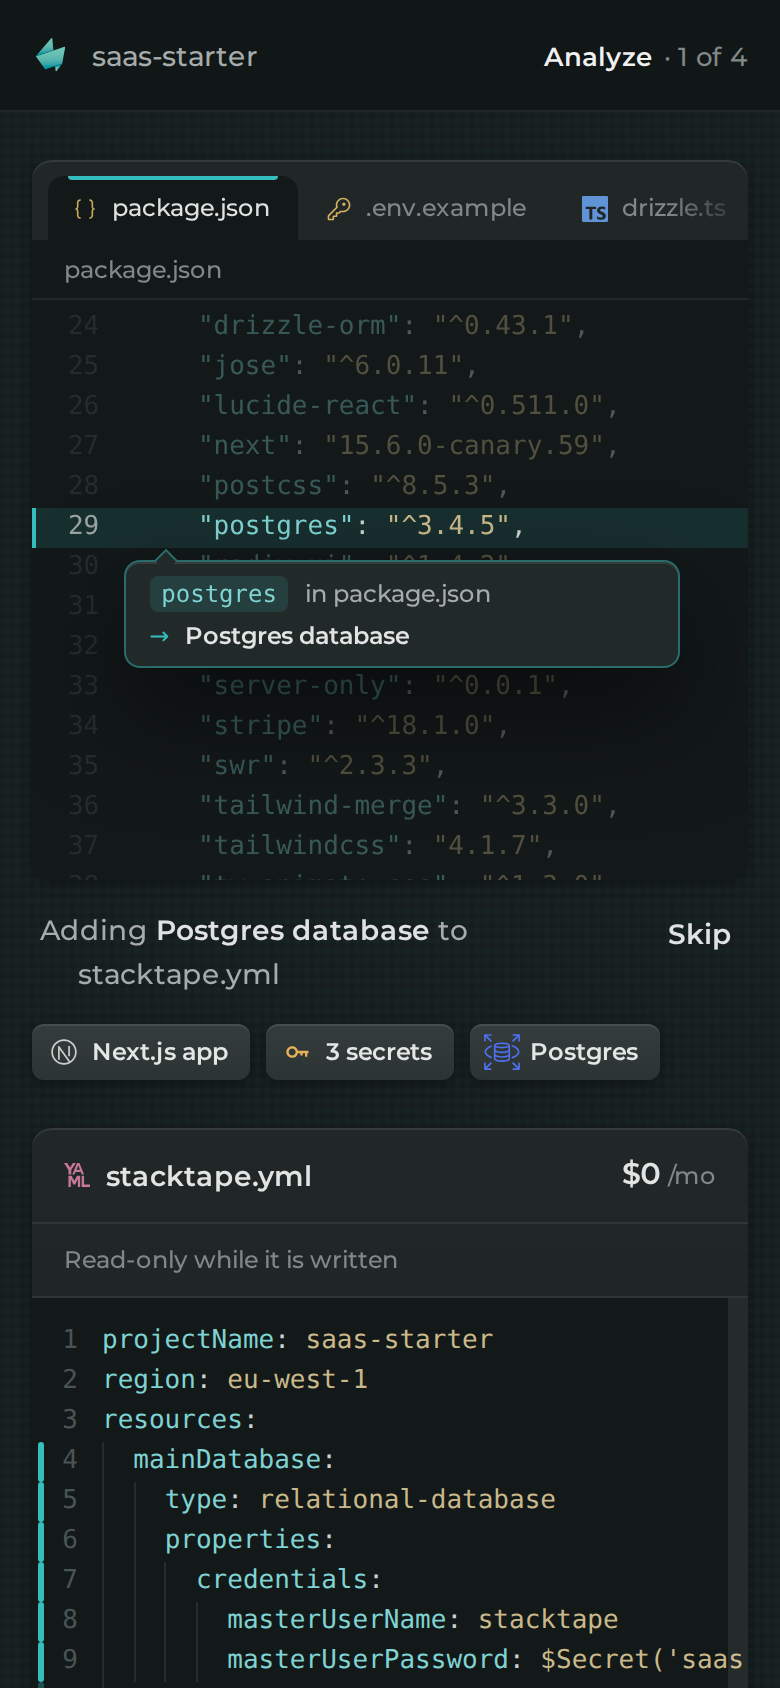 saas-starter
Analyze · 1 of 4
{ } package.json
.env.example
TS drizzle.ts
package.json
24 "drizzle-orm": "^0.43.1",
25 "jose": "^6.0.11",
26 "lucide-react": "^0.511.0",
27 "next": "15.6.0-canary.59",
28 "postcss": "^8.5.3",
29 "postgres": "^3.4.5",
30
postgres in package.json
31
→ Postgres database
32
33 "server-only": "^0.0.1",
34 "stripe": "^18.1.0",
35 "swr": "^2.3.3",
36 "tailwind-merge": "^3.3.0",
37 "tailwindcss": "4.1.7",
Adding Postgres database to
stacktape.yml
Skip
Next.js app
3 secrets
Postgres
YAML stacktape.yml
$0 /mo
Read-only while it is written
1 projectName: saas-starter
2 region: eu-west-1
3 resources:
4 mainDatabase:
5 type: relational-database
6 properties:
7 credentials:
8 masterUserName: stacktape
9 masterUserPassword: $Secret('saas